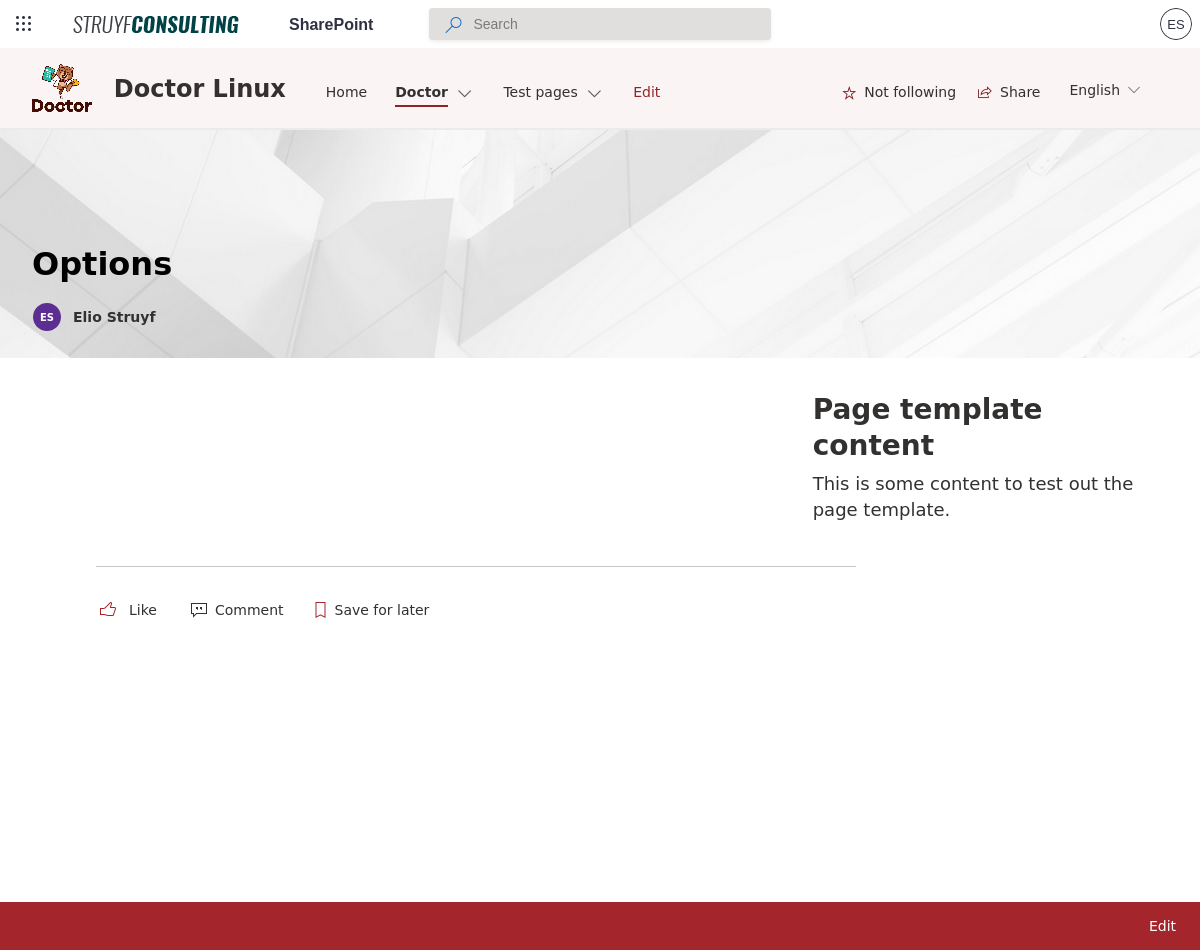 STRUYFCONSULTING SharePoint Search ES
Doctor Doctor Linux Home Doctor Test pages Edit Not following Share English
Options
ES Elio Struyf
Page template
content
This is some content to test out the
page template.
Like Comment Save for later
Edit